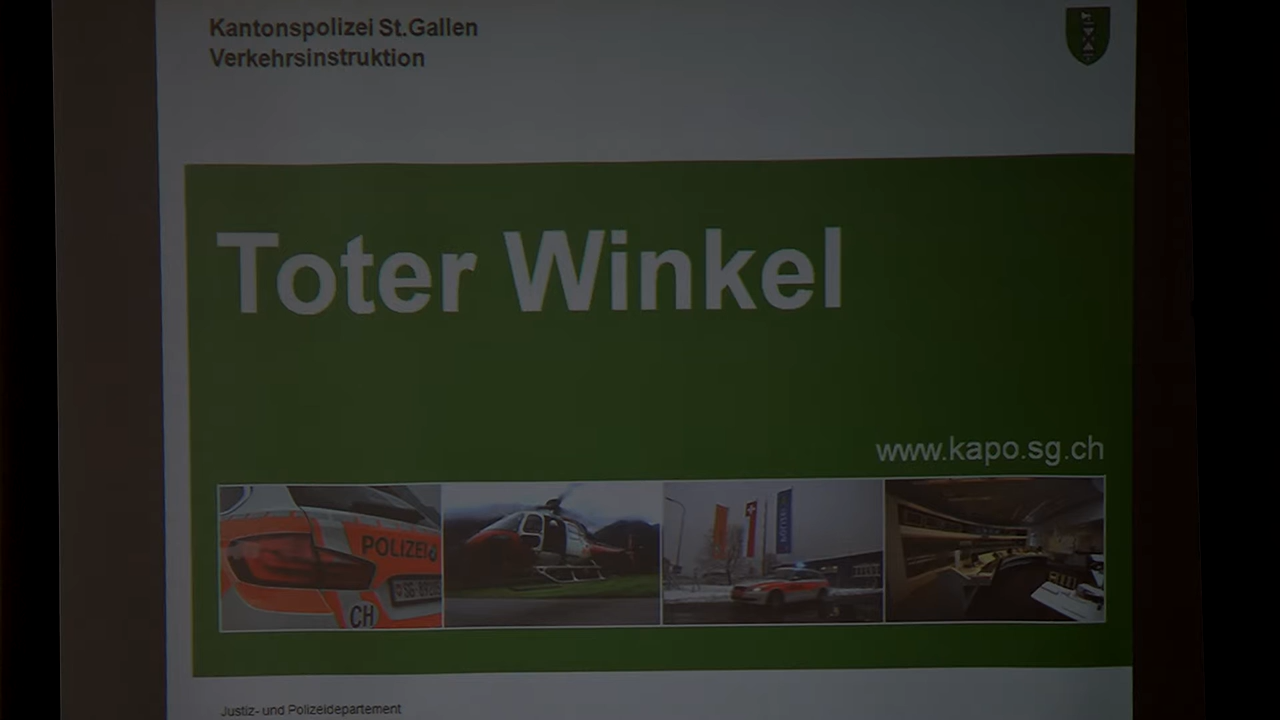 Kantonspolizei St.Gallen
Verkehrsinstruktion
Toter Winkel
www.kapo.sg.ch
POLIZEI
CH
Justiz- und Polizeidepartement